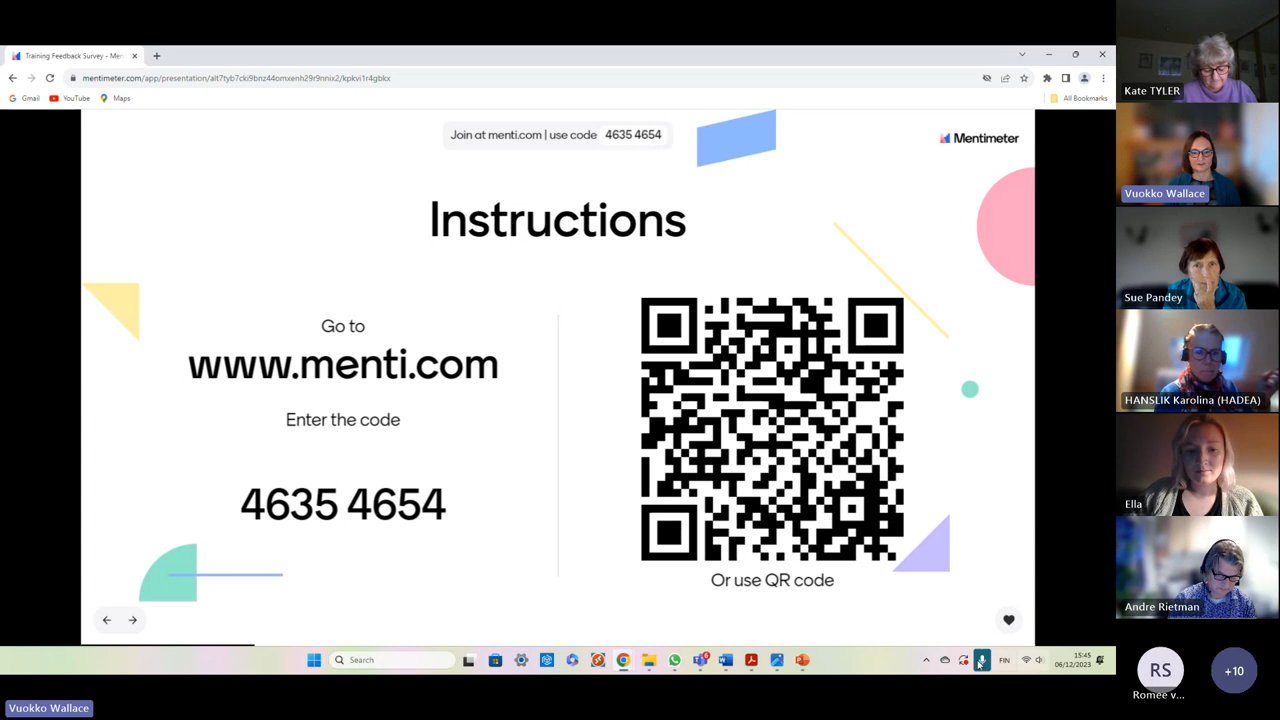 Training Feedback Survey - Men
mentimeter.com/app/presentation/alt7tyb7cki9bnz44omxenh29r9nnix2/kpkvi1r4gbkx
Gmail
YouTube
Maps
All Bookmarks
Join at menti.com | use code 4635 4654
Mentimeter
Instructions
Go to
www.menti.com
Enter the code
4635 4654
Or use QR code
Search
FIN
15:45
06/12/2023
Vuokko Wallace
Kate TYLER
Vuokko Wallace
Sue Pandey
HANSLIK Karolina (HADEA)
Ella
Andre Rietman
RS
Romée v...
+10